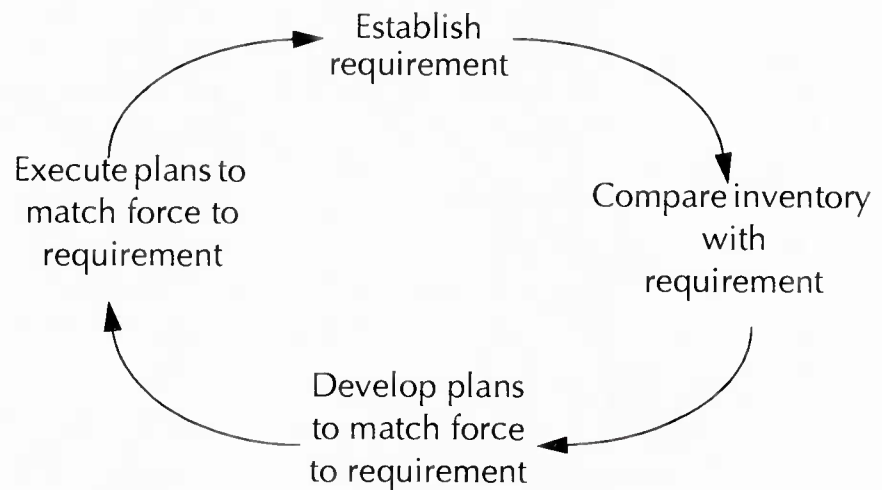 Establish
requirement
Compare inventory
with
requirement
Develop plans
to match force
to requirement
Execute plans to
match force to
requirement